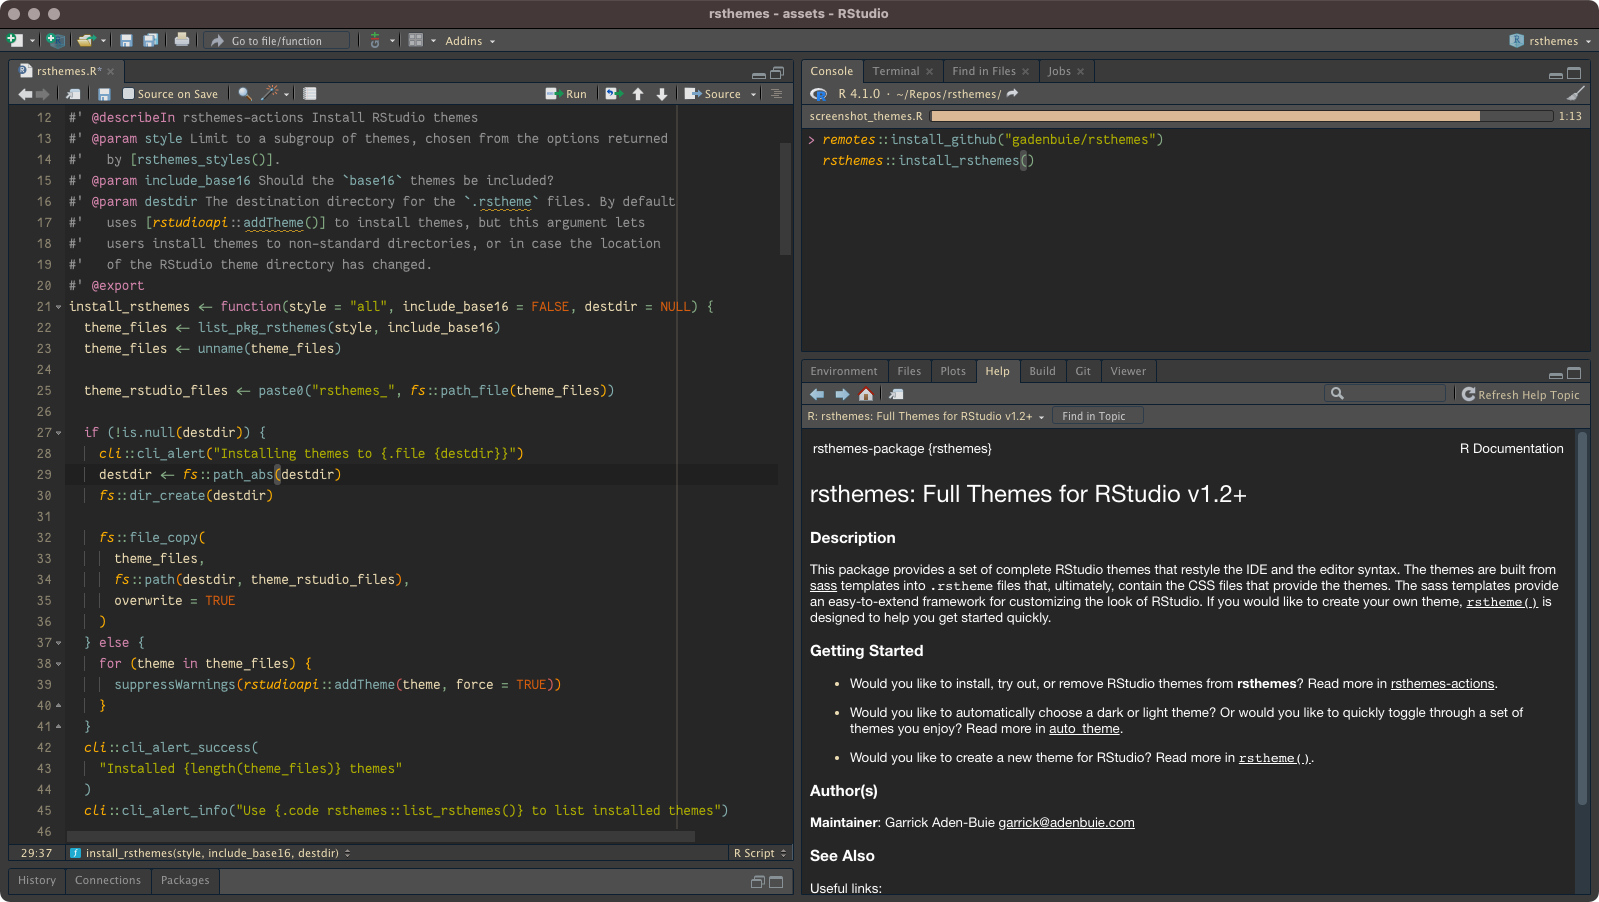 rsthemes - assets - RStudio
Go to file/function
Addins
rsthemes
rsthemes.R*
Source on Save
Run
Source
12 #' @describeIn rsthemes-actions Install RStudio themes
13 #' @param style Limit to a subgroup of themes, chosen from the options returned
14 #'   by [rsthemes_styles()].
15 #' @param include_base16 Should the `base16` themes be included?
16 #' @param destdir The destination directory for the `.rstheme` files. By default
17 #'   uses [rstudioapi::addTheme()] to install themes, but this argument lets
18 #'   users install themes to non-standard directories, or in case the location
19 #'   of the RStudio theme directory has changed.
20 #' @export
21 install_rsthemes <- function(style = "all", include_base16 = FALSE, destdir = NULL) {
22   theme_files <- list_pkg_rsthemes(style, include_base16)
23   theme_files <- unname(theme_files)
24
25   theme_rstudio_files <- paste0("rsthemes_", fs::path_file(theme_files))
26
27   if (!is.null(destdir)) {
28     cli::cli_alert("Installing themes to {.file {destdir}}")
29     destdir <- fs::path_abs(destdir)
30     fs::dir_create(destdir)
31
32     fs::file_copy(
33       theme_files,
34       fs::path(destdir, theme_rstudio_files),
35       overwrite = TRUE
36     )
37   } else {
38     for (theme in theme_files) {
39       suppressWarnings(rstudioapi::addTheme(theme, force = TRUE))
40     }
41   }
42   cli::cli_alert_success(
43     "Installed {length(theme_files)} themes"
44   )
45   cli::cli_alert_info("Use {.code rsthemes::list_rsthemes()} to list installed themes")
46
29:37 install_rsthemes(style, include_base16, destdir) R Script
History Connections Packages
Console Terminal Find in Files Jobs
R 4.1.0 · ~/Repos/rsthemes/
screenshot_themes.R 1:13
> remotes::install_github("gadenbuie/rsthemes")
rsthemes::install_rsthemes()
Environment Files Plots Help Build Git Viewer
Refresh Help Topic
R: rsthemes: Full Themes for RStudio v1.2+ Find in Topic
rsthemes-package {rsthemes} R Documentation
rsthemes: Full Themes for RStudio v1.2+
Description
This package provides a set of complete RStudio themes that restyle the IDE and the editor syntax. The themes are built from
sass templates into .rstheme files that, ultimately, contain the CSS files that provide the themes. The sass templates provide
an easy-to-extend framework for customizing the look of RStudio. If you would like to create your own theme, rstheme() is
designed to help you get started quickly.
Getting Started
• Would you like to install, try out, or remove RStudio themes from rsthemes? Read more in rsthemes-actions.
• Would you like to automatically choose a dark or light theme? Or would you like to quickly toggle through a set of
themes you enjoy? Read more in auto_theme.
• Would you like to create a new theme for RStudio? Read more in rstheme().
Author(s)
Maintainer: Garrick Aden-Buie garrick@adenbuie.com
See Also
Useful links: